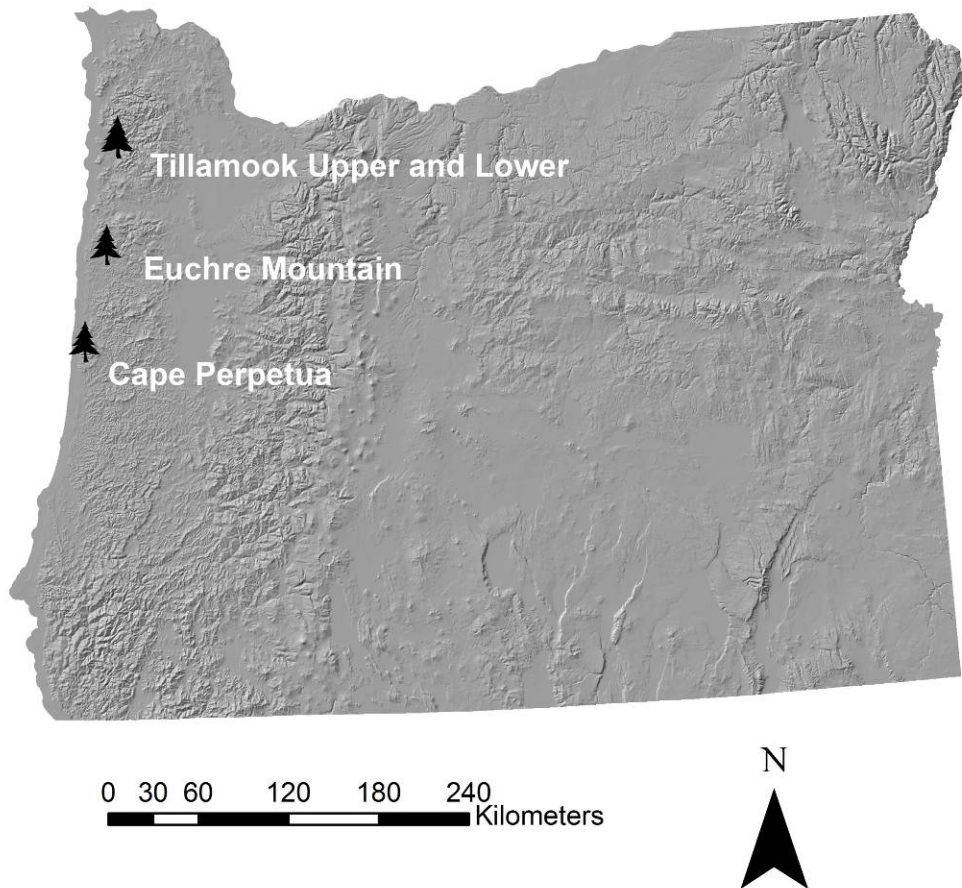 Tillamook Upper and Lower
Euchre Mountain
Cape Perpetua
N
0 30 60 120 180 240
Kilometers